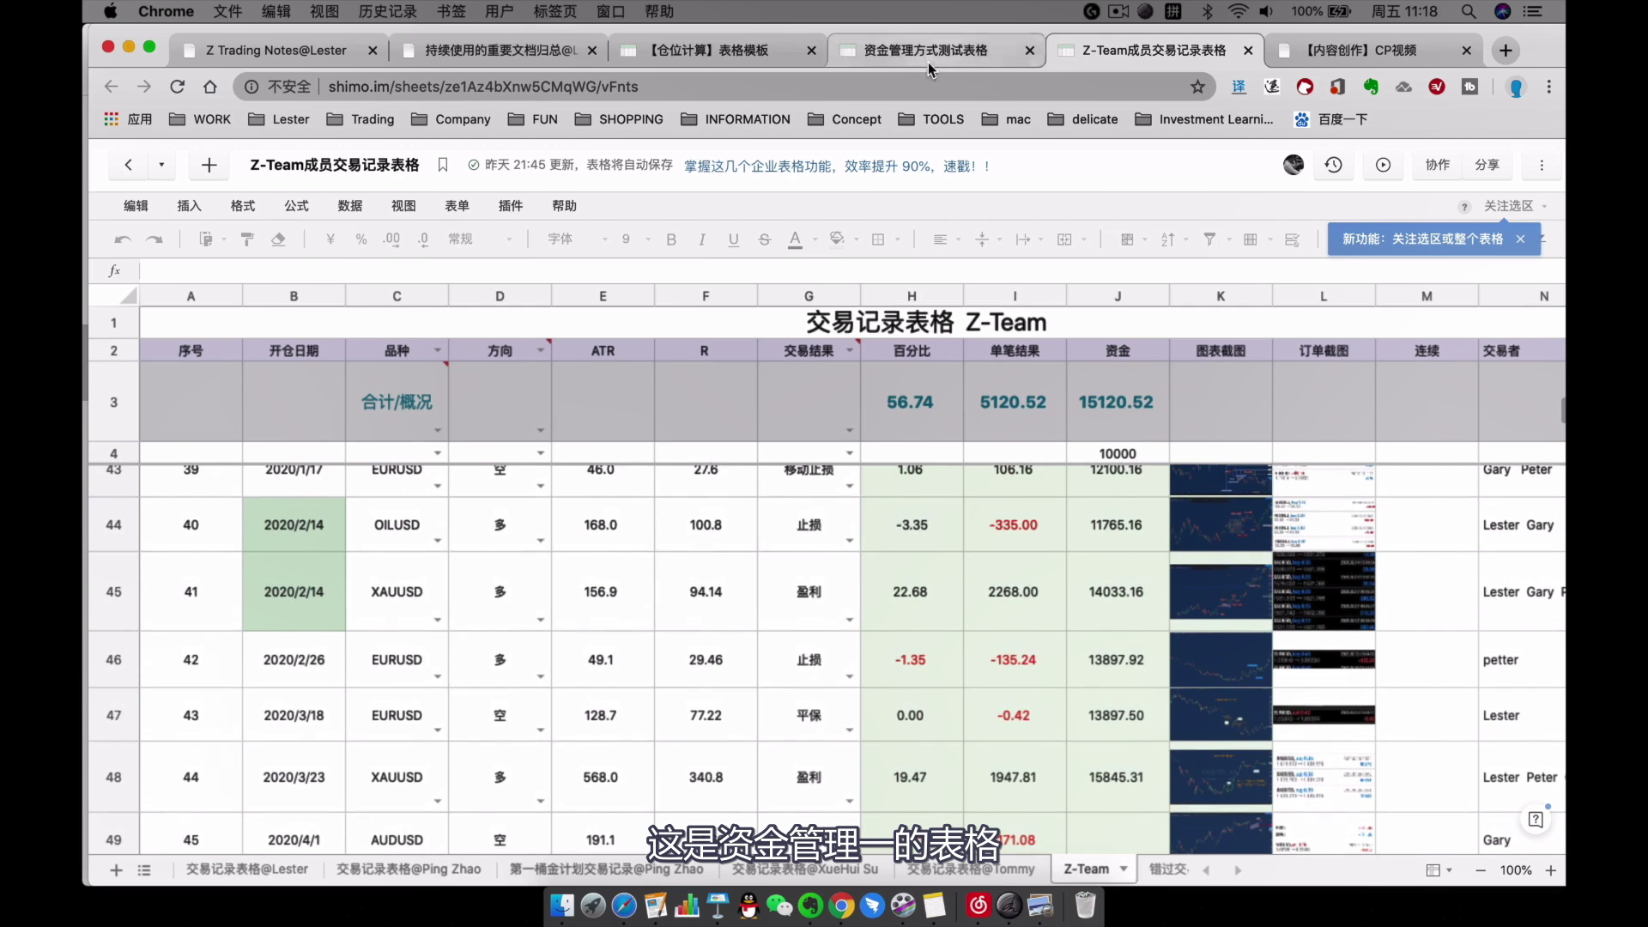 Chrome 文件 编辑 视图 历史记录 书签 用户 标签页 窗口 帮助 拼 100% 周五 11:18
Z Trading Notes@Lester 持续使用的重要文档归总@L 【仓位计算】表格模板 资金管理方式测试表格 Z-Team成员交易记录表格 【内容创作】CP视频
不安全 shimo.im/sheets/ze1Az4bXnw5CMqWG/vFnts 译
应用 WORK Lester Trading Company FUN SHOPPING INFORMATION Concept TOOLS mac delicate Investment Learni... 百度一下
Z-Team成员交易记录表格 昨天 21:45 更新，表格将自动保存 掌握这几个企业表格功能，效率提升 90%，速戳！！ 协作 分享
编辑 插入 格式 公式 数据 视图 表单 插件 帮助 ? 关注选区
¥ % .00 .0 常规 字体 9 B I U S A 新功能：关注选区或整个表格
fx
A B C D E F G H I J K L M N
1 交易记录表格 Z-Team
2 序号 开仓日期 品种 方向 ATR R 交易结果 百分比 单笔结果 资金 图表截图 订单截图 连续 交易者
3 合计/概况 56.74 5120.52 15120.52
4 10000
43 39 2020/1/17 EURUSD 空 46.0 27.6 移动止损 1.06 106.16 12100.16 Gary Peter
44 40 2020/2/14 OILUSD 多 168.0 100.8 止损 -3.35 -335.00 11765.16 Lester Gary
45 41 2020/2/14 XAUUSD 多 156.9 94.14 盈利 22.68 2268.00 14033.16 Lester Gary P
46 42 2020/2/26 EURUSD 多 49.1 29.46 止损 -1.35 -135.24 13897.92 petter
47 43 2020/3/18 EURUSD 空 128.7 77.22 平保 0.00 -0.42 13897.50 Lester
48 44 2020/3/23 XAUUSD 多 568.0 340.8 盈利 19.47 1947.81 15845.31 Lester Peter
49 45 2020/4/1 AUDUSD 空 191.1 71.08 Gary
这是资金管理一的表格
交易记录表格@Lester 交易记录表格@Ping Zhao 第一桶金计划交易记录@Ping Zhao 交易记录表格@XueHui Su 交易记录表格@Tommy Z-Team 错过交 100%